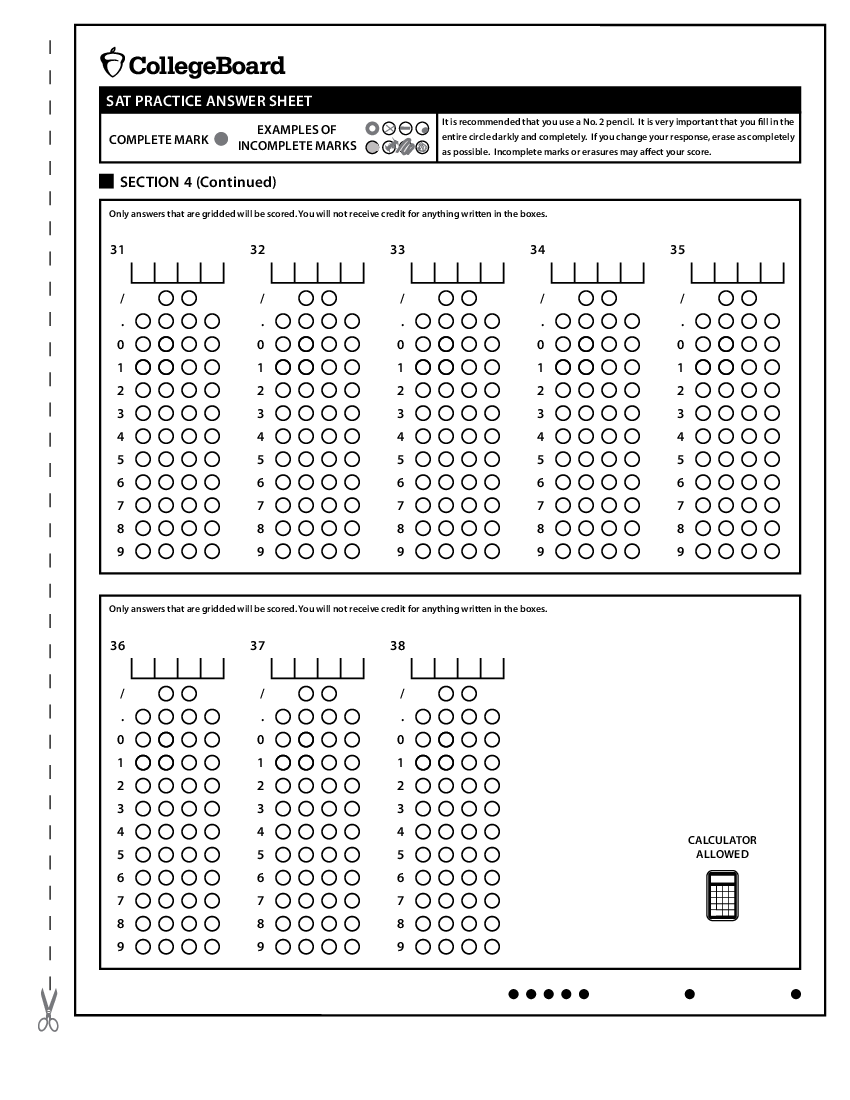 CollegeBoard
SAT PRACTICE ANSWER SHEET
COMPLETE MARK
EXAMPLES OF
INCOMPLETE MARKS
It is recommended that you use a No. 2 pencil. It is very important that you fill in the
entire circle darkly and completely. If you change your response, erase as completely
as possible. Incomplete marks or erasures may affect your score.
SECTION 4 (Continued)
Only answers that are gridded will be scored. You will not receive credit for anything written in the boxes.
31 32 33 34 35
/ / / / /
. . . . .
0 0 0 0 0
1 1 1 1 1
2 2 2 2 2
3 3 3 3 3
4 4 4 4 4
5 5 5 5 5
6 6 6 6 6
7 7 7 7 7
8 8 8 8 8
9 9 9 9 9
Only answers that are gridded will be scored. You will not receive credit for anything written in the boxes.
36 37 38
/ / /
. . .
0 0 0
1 1 1
2 2 2
3 3 3
4 4 4
5 5 5
6 6 6
7 7 7
8 8 8
9 9 9
CALCULATOR
ALLOWED